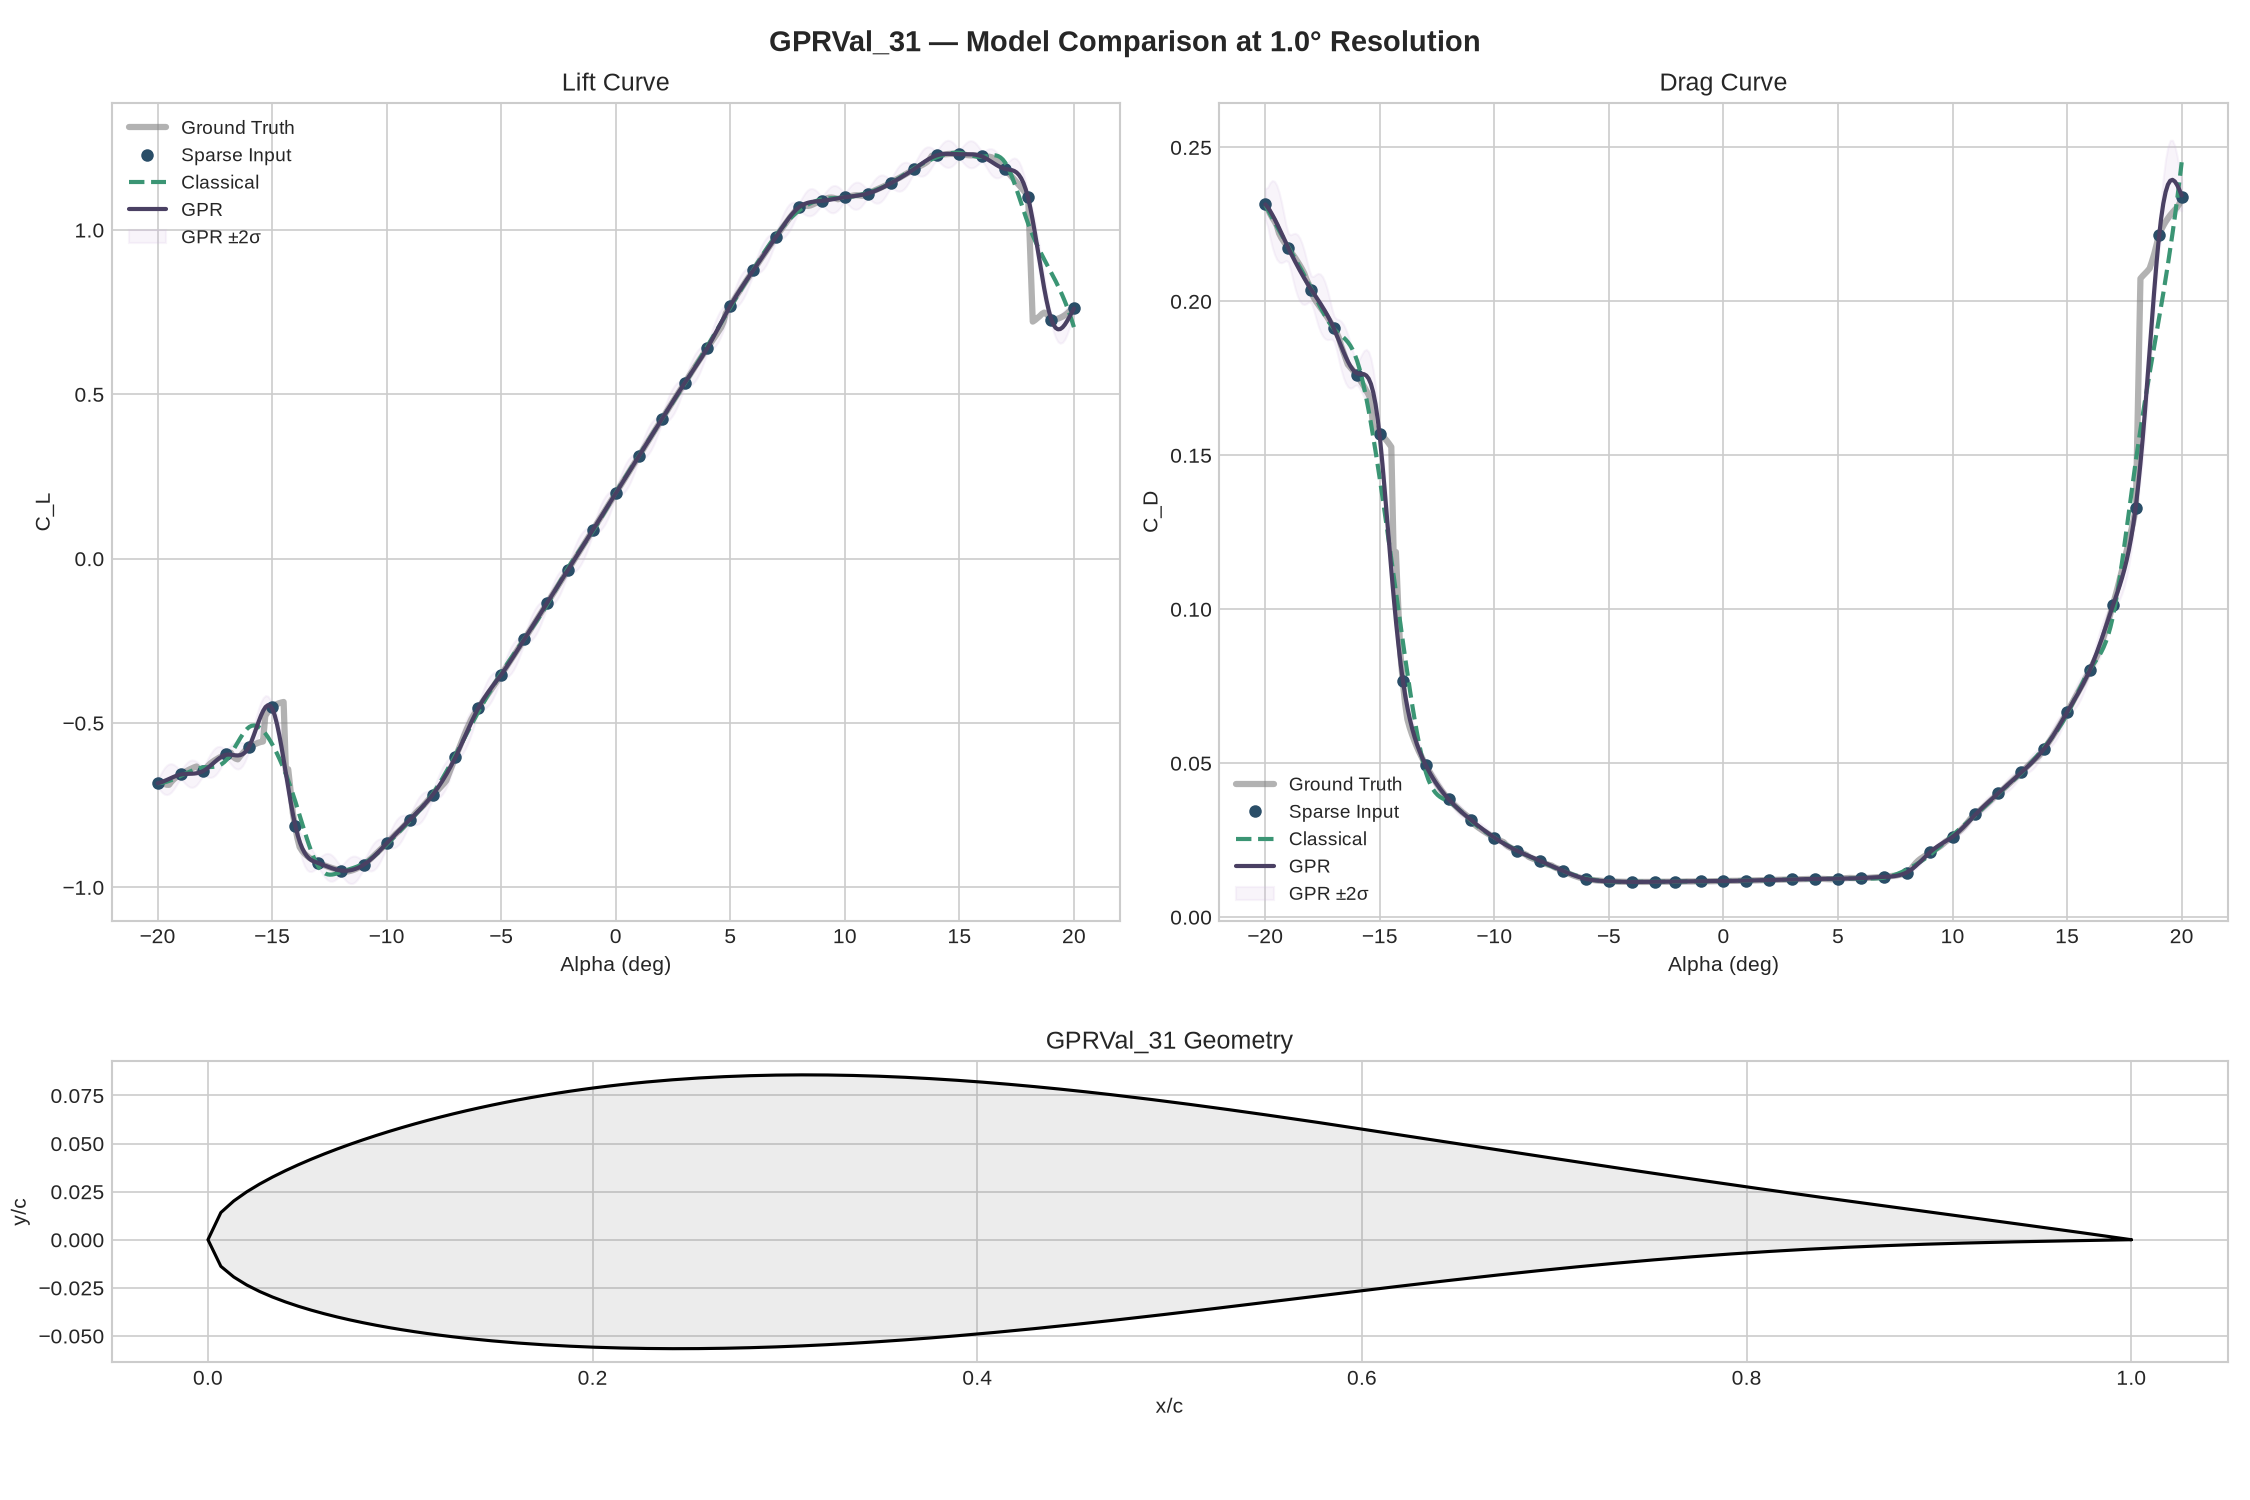 GPRVal_31 — Model Comparison at 1.0° Resolution
Lift Curve
Ground Truth
Sparse Input
Classical
GPR
GPR ±2σ
1.0
0.5
0.0
−0.5
−1.0
C_L
−20 −15 −10 −5 0 5 10 15 20
Alpha (deg)
Drag Curve
0.25
0.20
0.15
0.10
0.05
0.00
C_D
Ground Truth
Sparse Input
Classical
GPR
GPR ±2σ
−20 −15 −10 −5 0 5 10 15 20
Alpha (deg)
GPRVal_31 Geometry
0.075
0.050
0.025
0.000
−0.025
−0.050
y/c
0.0 0.2 0.4 0.6 0.8 1.0
x/c